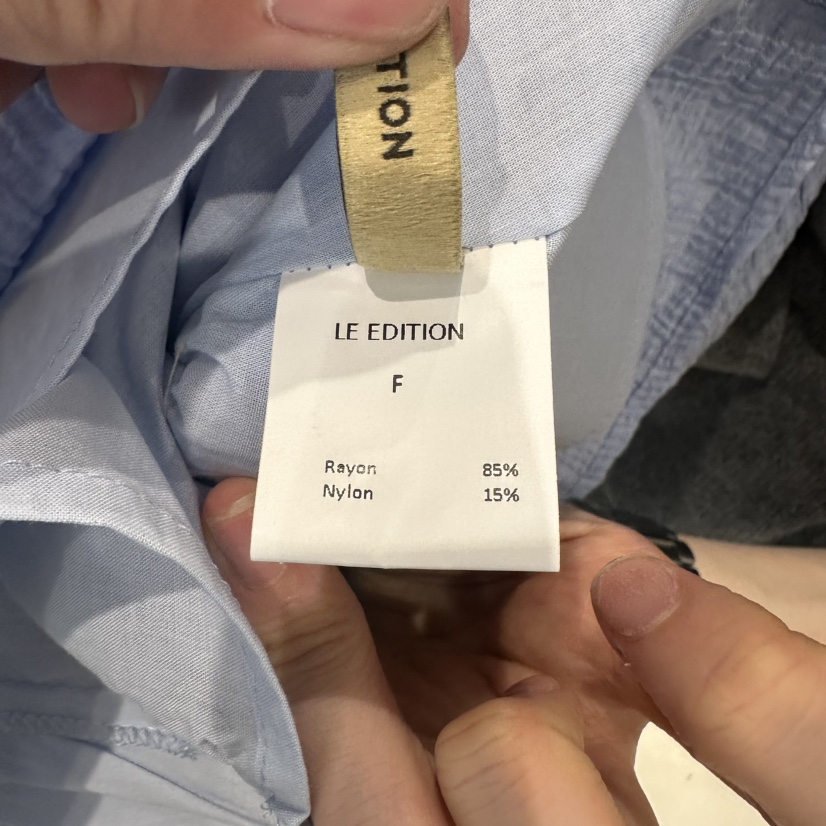 TION
LE EDITION
F
Rayon 85%
Nylon 15%